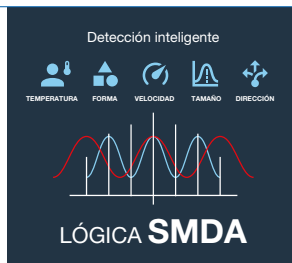 Detección inteligente
TEMPERATURA FORMA VELOCIDAD TAMAÑO DIRECCIÓN
LÓGICA SMDA